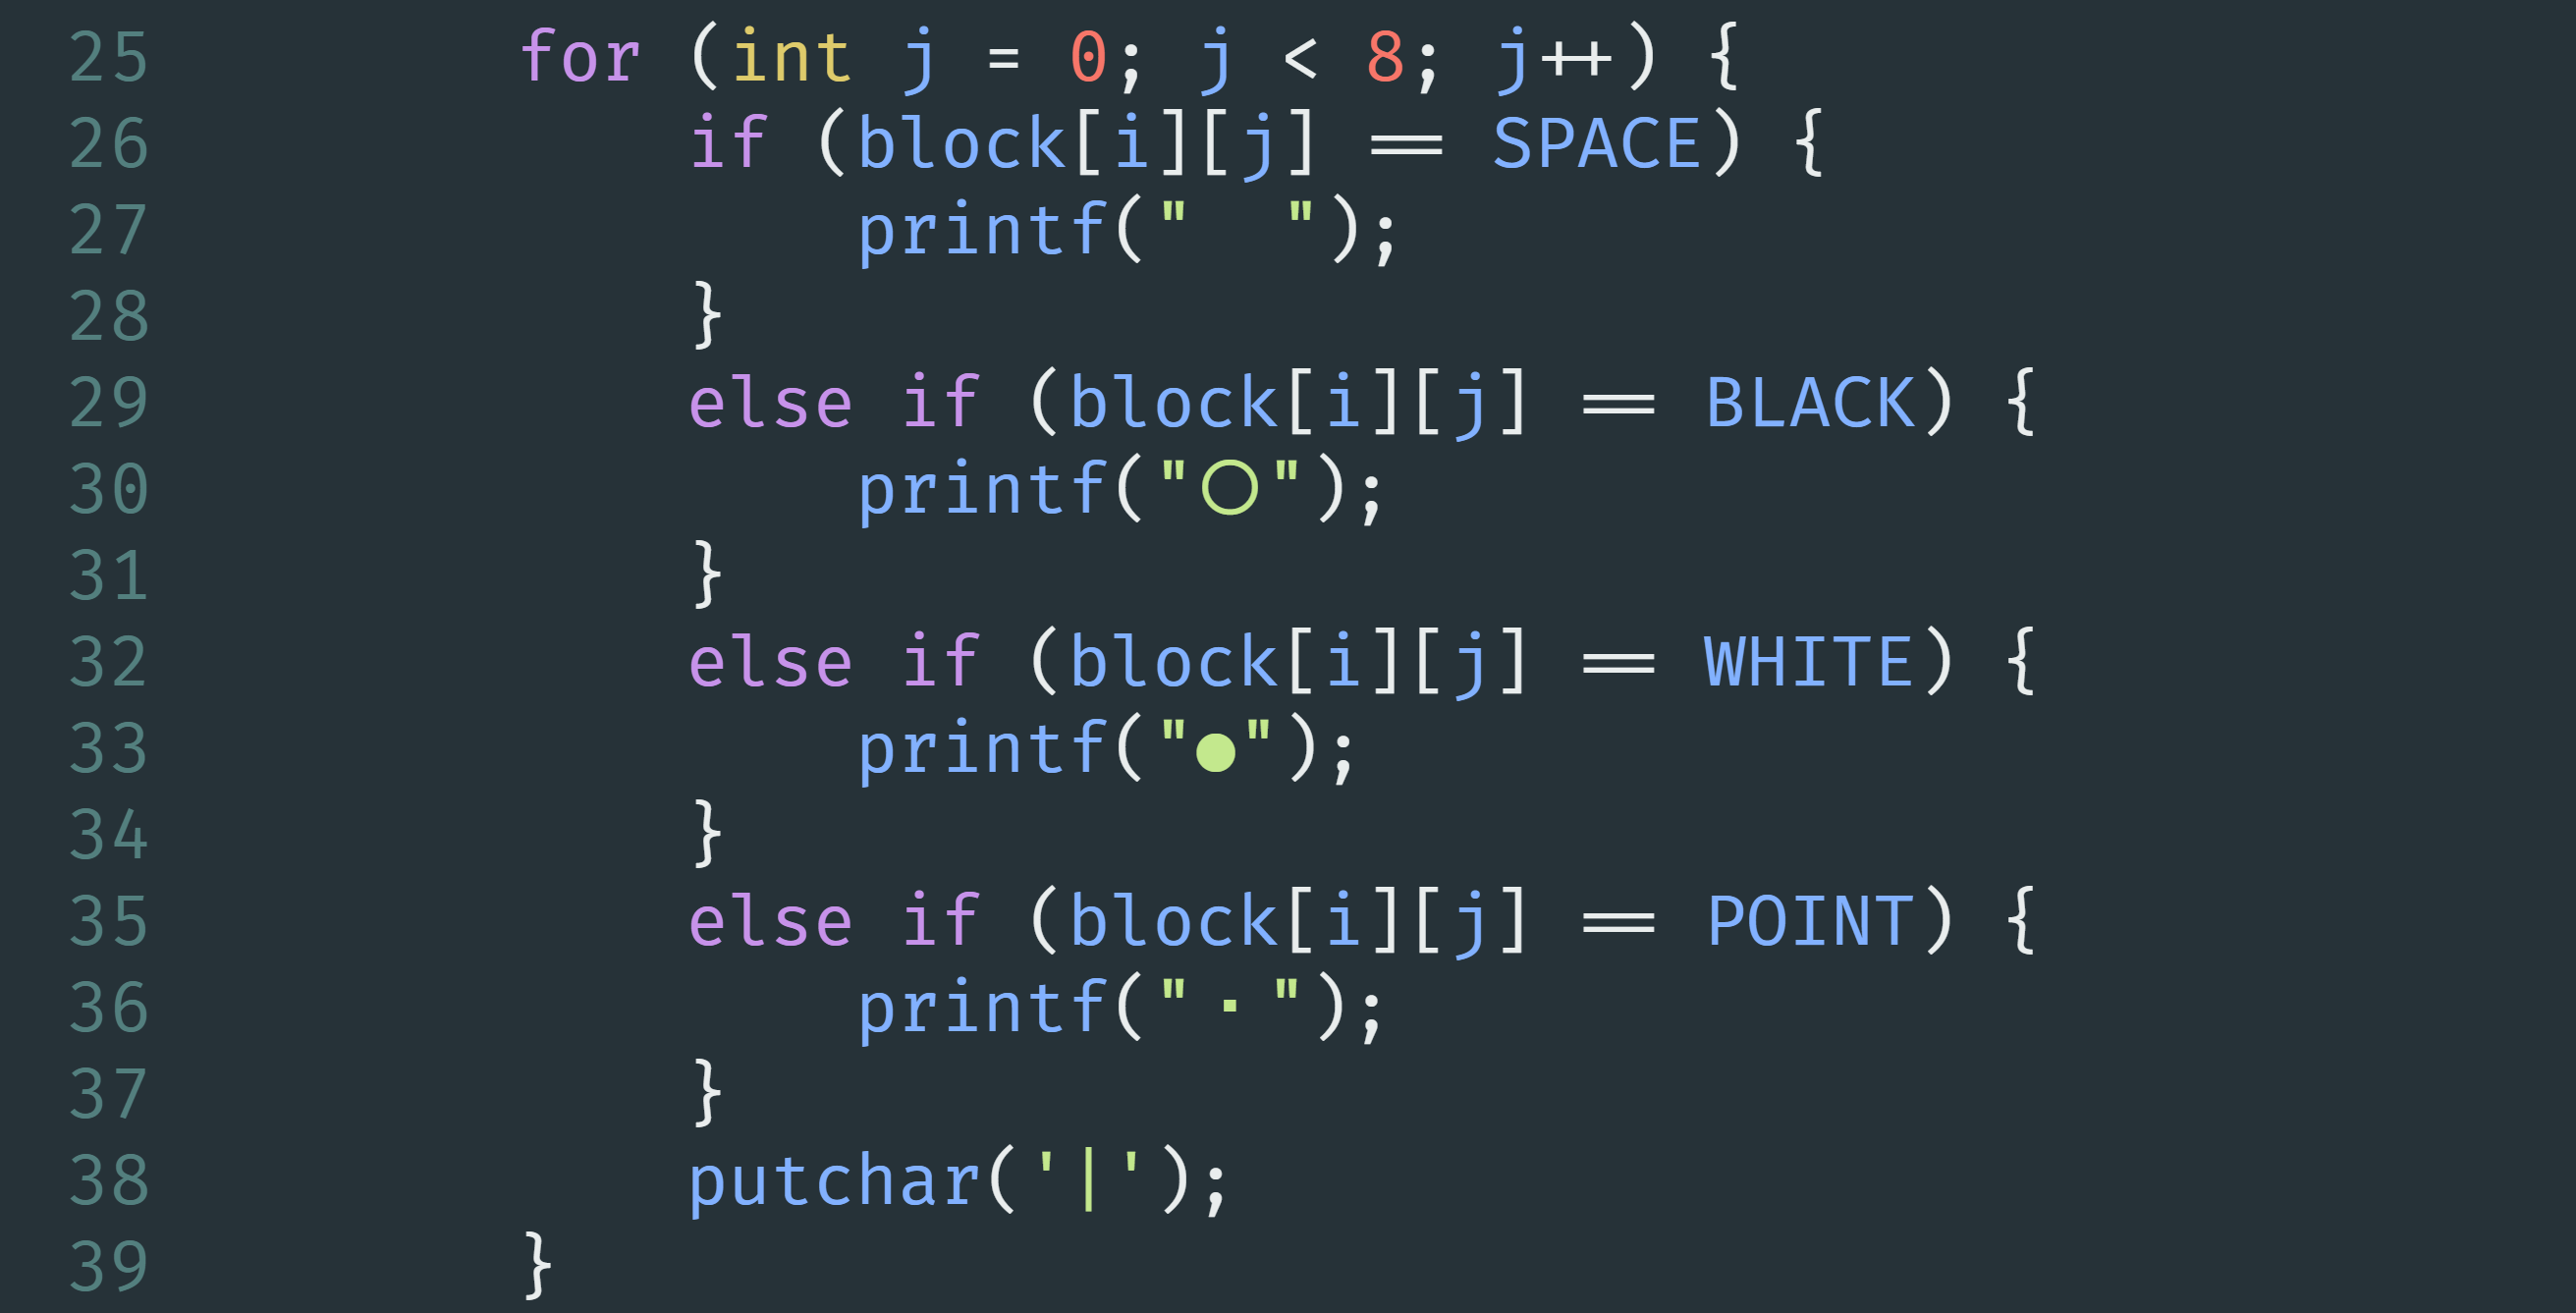 25 for (int j = 0; j < 8; j++) {
26 if (block[i][j] == SPACE) {
27 printf("  ");
28 }
29 else if (block[i][j] == BLACK) {
30 printf("○");
31 }
32 else if (block[i][j] == WHITE) {
33 printf("●");
34 }
35 else if (block[i][j] == POINT) {
36 printf("·");
37 }
38 putchar('|');
39 }